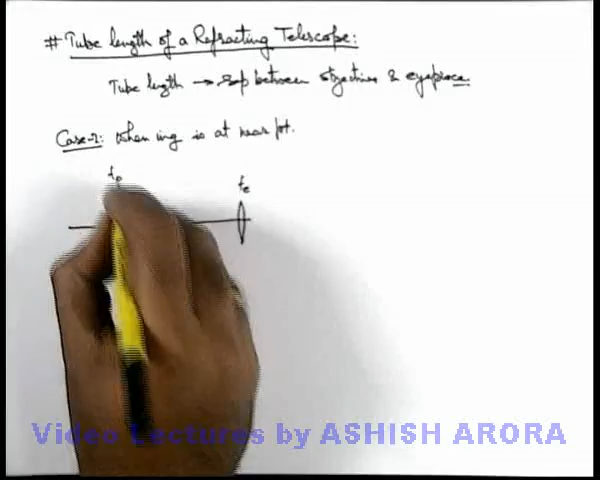 # Tube length of a Refracting Telescope:
Tube length → Sep between objective & eyepiece.
Case-I: When img is at near pt.
fo
fe
Video Lectures by ASHISH ARORA